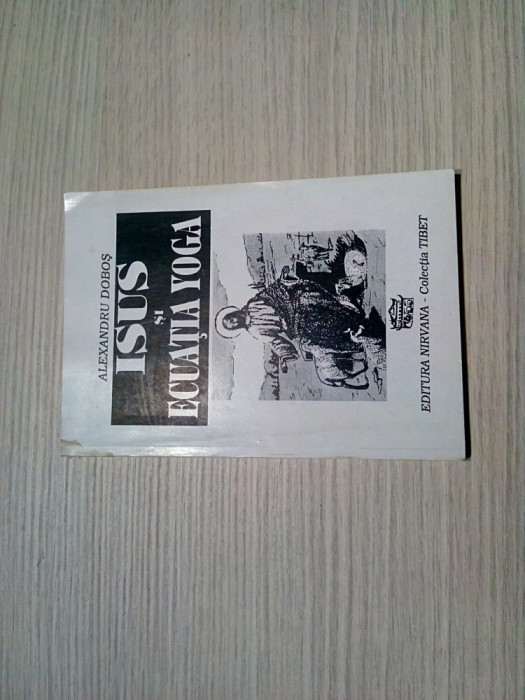 ALEXANDRU DOBOȘ
ISUS
ȘI
ECUAȚIA YOGA
EDITURA NIRVANA - Colecția TIBET